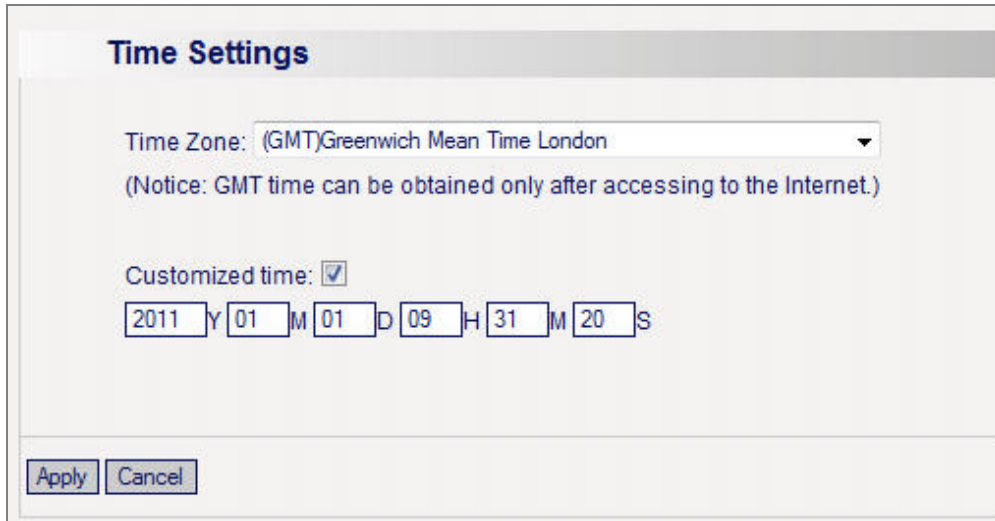 Time Settings
Time Zone: (GMT)Greenwich Mean Time London
(Notice: GMT time can be obtained only after accessing to the Internet.)
Customized time:
2011 Y 01 M 01 D 09 H 31 M 20 S
Apply Cancel